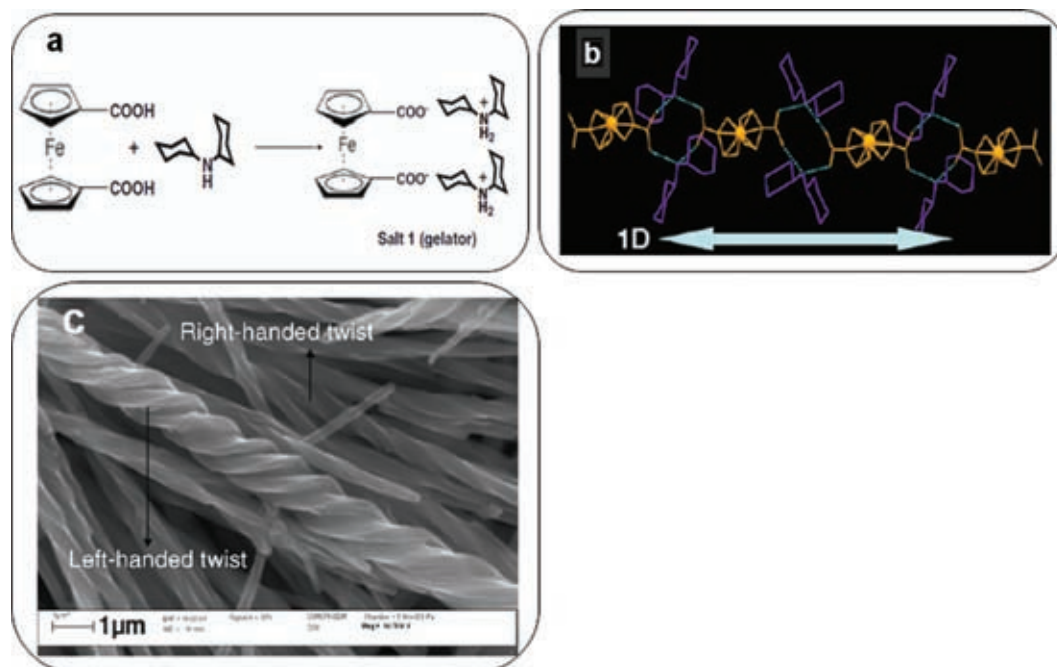 a
COOH
Fe
COOH
+
N
H
COO-
+
N
H2
Fe
COO-
+
N
H2
Salt 1 (gelator)
b
1D
C
Right-handed twist
Left-handed twist
1µm